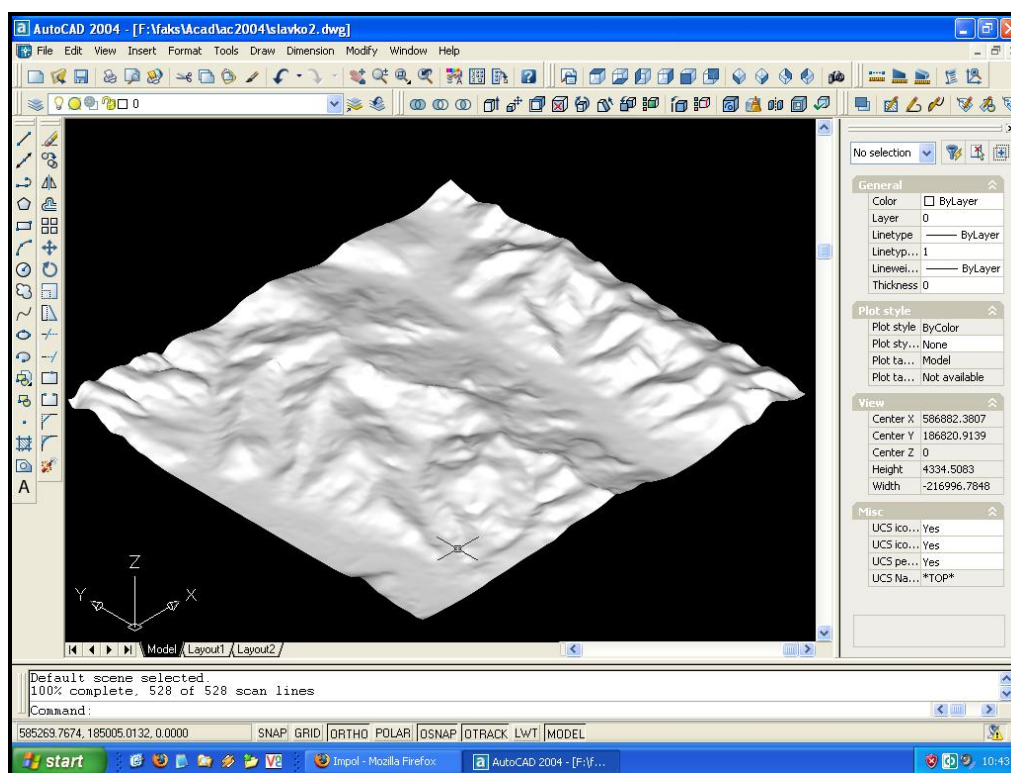 AutoCAD 2004 - [F:\faks\Acad\ac2004\slavko2.dwg]
File Edit View Insert Format Tools Draw Dimension Modify Window Help
0
No selection
General
Color ByLayer
Layer 0
Linetype ByLayer
Linetyp... 1
Linewei... ByLayer
Thickness 0
Plot style
Plot style ByColor
Plot sty... None
Plot ta... Model
Plot ta... Not available
View
Center X 586882.3807
Center Y 186820.9139
Center Z 0
Height 4334.5083
Width -216996.7848
Misc
UCS ico... Yes
UCS ico... Yes
UCS pe... Yes
UCS Na... *TOP*
A
Z
Y X
Model Layout1 Layout2
Default scene selected.
100% complete, 528 of 528 scan lines
Command:
585269.7674, 185005.0132, 0.0000 SNAP GRID ORTHO POLAR OSNAP OTRACK LWT MODEL
start Impol - Mozilla Firefox AutoCAD 2004 - [F:\f... 10:43